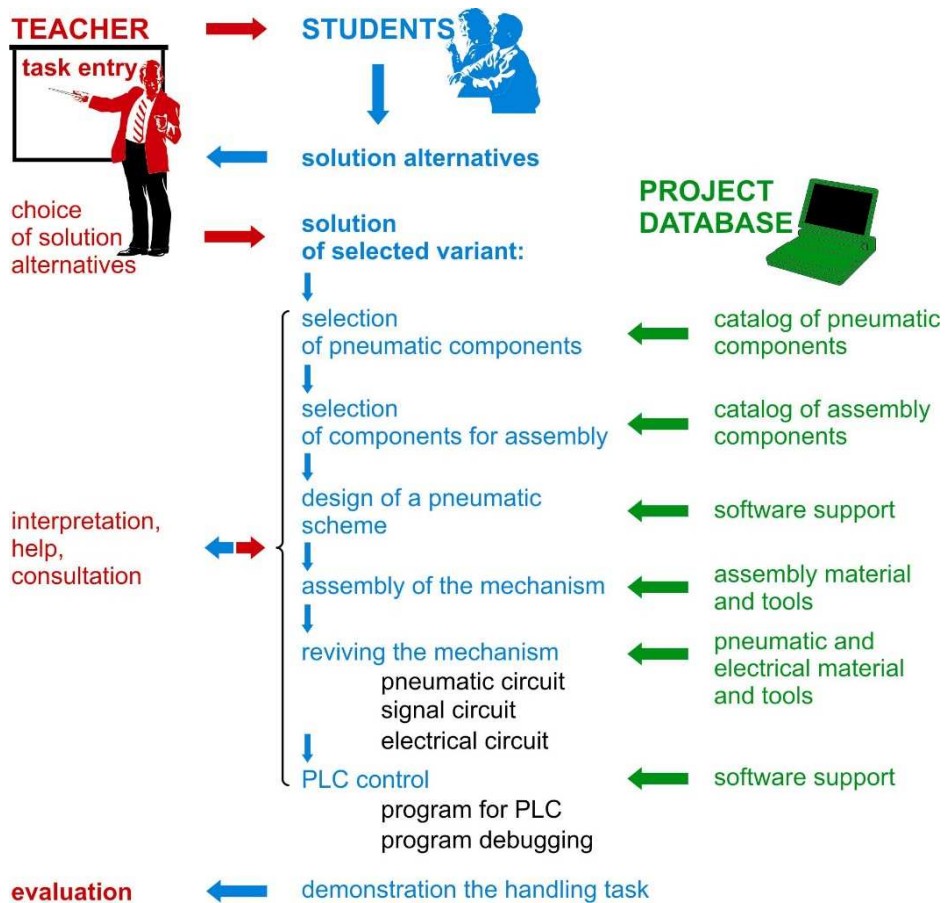 TEACHER
STUDENTS
task entry
solution alternatives
choice
of solution
alternatives
solution
of selected variant:
PROJECT
DATABASE
selection
of pneumatic components
catalog of pneumatic
components
selection
of components for assembly
catalog of assembly
components
design of a pneumatic
scheme
software support
interpretation,
help,
consultation
assembly of the mechanism
assembly material
and tools
reviving the mechanism
pneumatic circuit
signal circuit
electrical circuit
pneumatic and
electrical material
and tools
PLC control
program for PLC
program debugging
software support
evaluation
demonstration the handling task